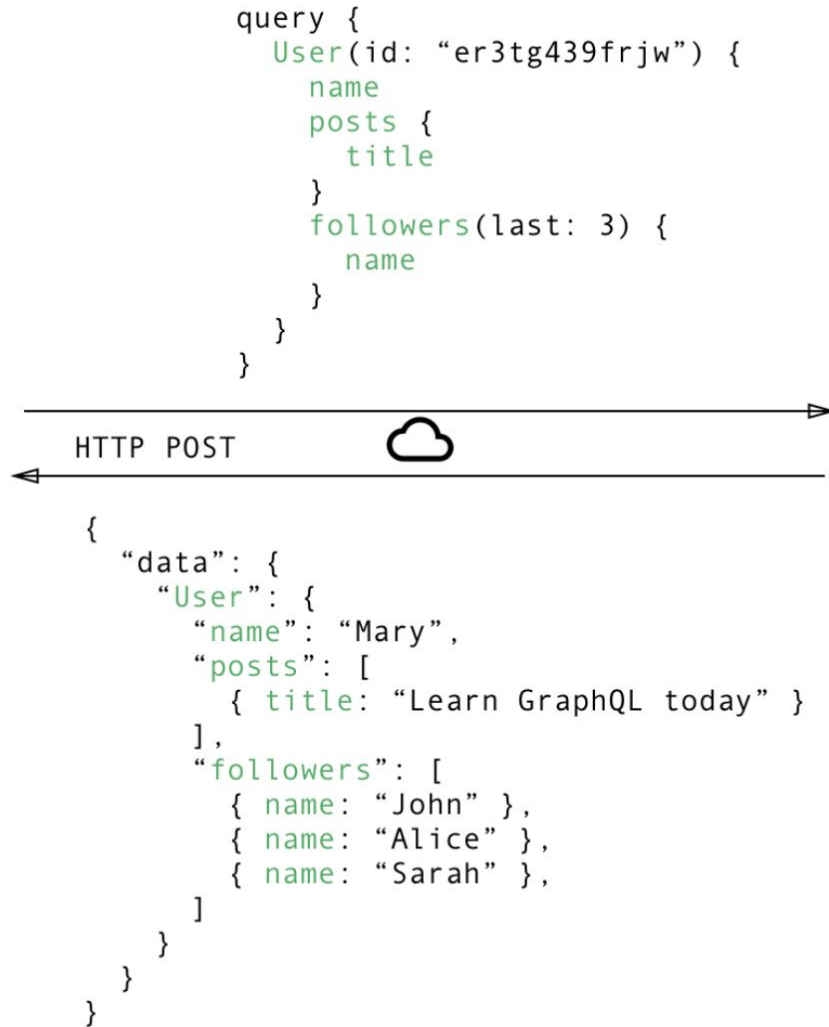 query {
  User(id: “er3tg439frjw”) {
    name
    posts {
      title
    }
    followers(last: 3) {
      name
    }
  }
}
HTTP POST
{
  “data”: {
    “User”: {
      “name”: “Mary”,
      “posts”: [
        { title: “Learn GraphQL today” }
      ],
      “followers”: [
        { name: “John” },
        { name: “Alice” },
        { name: “Sarah” },
      ]
    }
  }
}